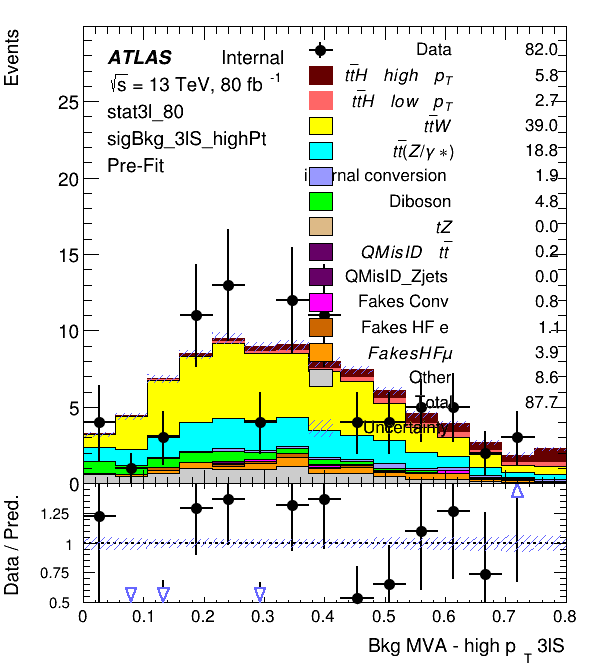 Events
ATLAS Internal
√s = 13 TeV, 80 fb -1
stat3l_80
sigBkg_3lS_highPt
Pre-Fit
Data 82.0
tt̄H high pT 5.8
tt̄H low pT 2.7
tt̄W 39.0
tt̄(Z/γ*) 18.8
rnal conversion 1.9
Diboson 4.8
tZ 0.0
QMisID tt̄ 0.2
QMisID_Zjets 0.0
Fakes Conv 0.8
Fakes HF e 1.1
FakesHFμ 3.9
Other 8.6
Total 87.7
Uncertainty
25
20
15
10
5
0
Data / Pred.
1.25
1
0.75
0.5
0 0.1 0.2 0.3 0.4 0.5 0.6 0.7 0.8
Bkg MVA - high p T 3lS